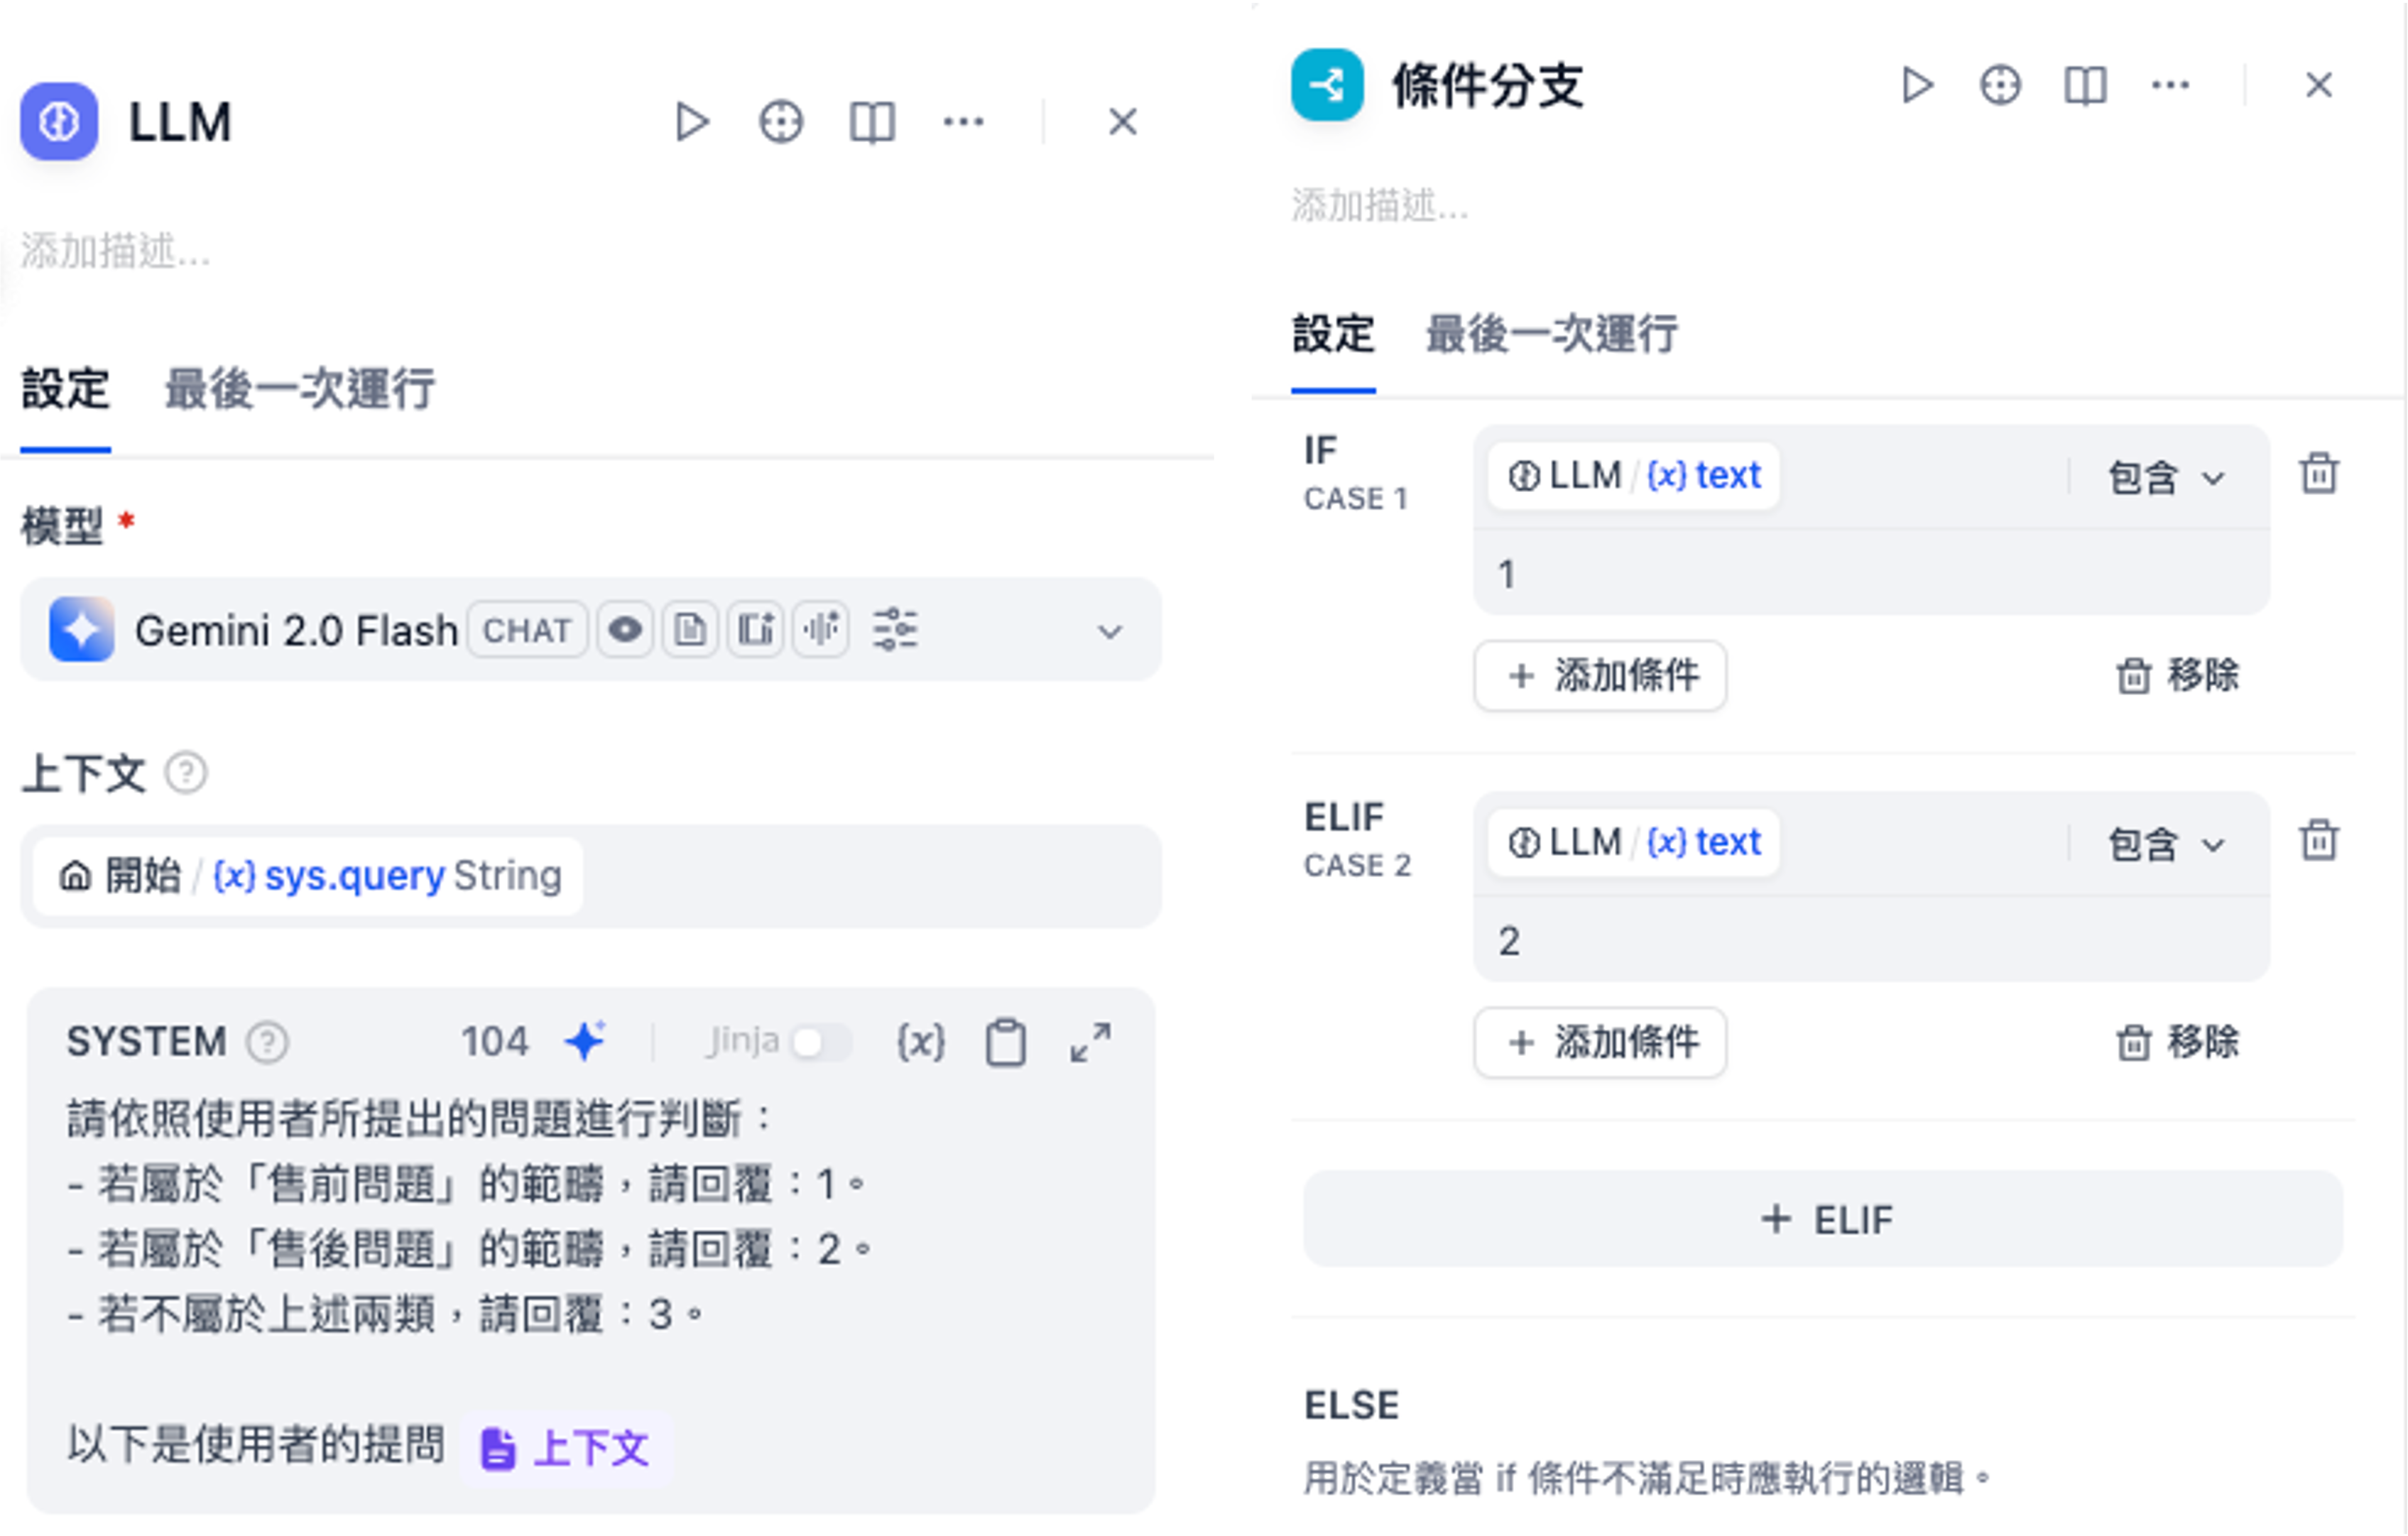 LLM
添加描述...
設定 最後一次運行
模型 *
Gemini 2.0 Flash CHAT
上下文
開始 / {x} sys.query String
SYSTEM 104 Jinja {x}
請依照使用者所提出的問題進行判斷：
- 若屬於「售前問題」的範疇，請回覆：1。
- 若屬於「售後問題」的範疇，請回覆：2。
- 若不屬於上述兩類，請回覆：3。
以下是使用者的提問 上下文
條件分支
添加描述...
設定 最後一次運行
IF LLM / {x} text 包含
CASE 1
1
+ 添加條件 移除
ELIF LLM / {x} text 包含
CASE 2
2
+ 添加條件 移除
+ ELIF
ELSE
用於定義當 if 條件不滿足時應執行的邏輯。